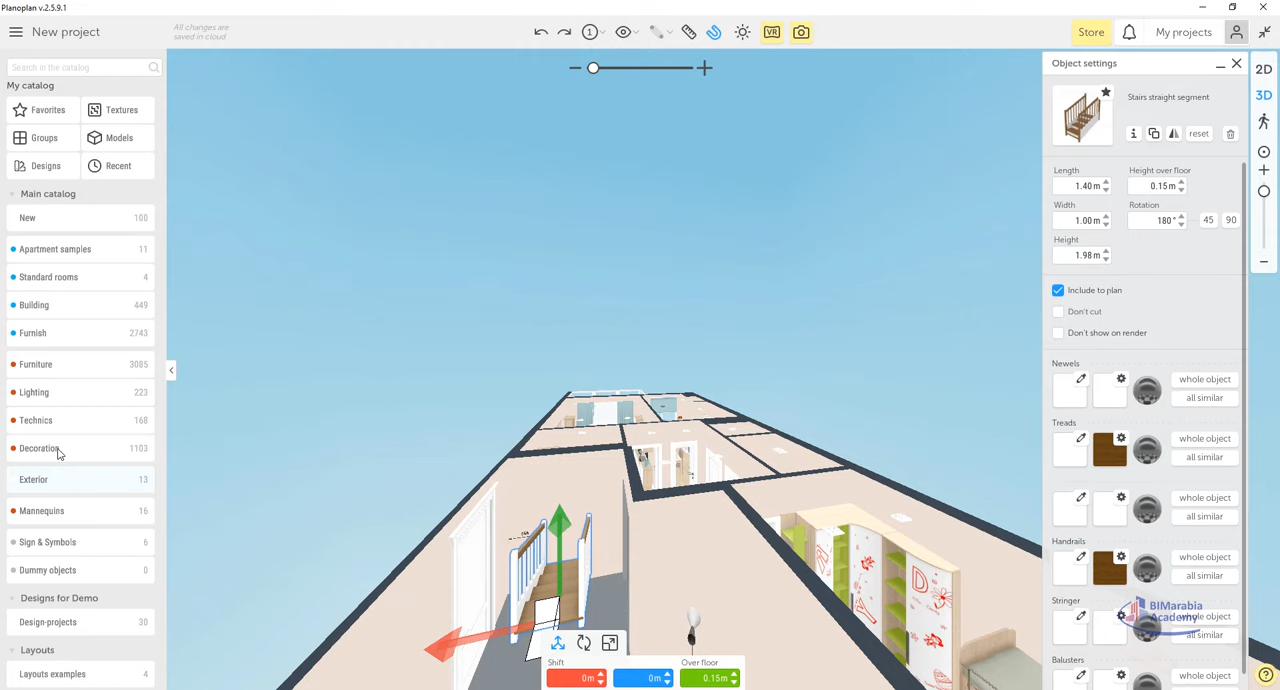 Planoplan v.2.5.9.1
New project
All changes are
saved in cloud
1
VR
Store
My projects
Search in the catalog
My catalog
Favorites
Textures
Groups
Models
Designs
Recent
Main catalog
New 100
Apartment samples 11
Standard rooms 4
Building 449
Furnish 2743
Furniture 3085
Lighting 223
Technics 168
Decoration 1103
Exterior 13
Mannequins 16
Sign & Symbols 6
Dummy objects 0
Designs for Demo
Design-projects 30
Layouts
Layouts examples 4
Shift
Over floor
0m
0m
0.15m
Object settings
Stairs straight segment
reset
Length
Height over floor
1.40 m
0.15 m
Width
Rotation
1.00 m
180°
45
90
Height
1.98 m
Include to plan
Don't cut
Don't show on render
Newels
whole object
all similar
Treads
whole object
all similar
whole object
all similar
Handrails
whole object
all similar
Stringer
whole object
all similar
Balusters
whole object
BIMarabia
Academy
2D
3D